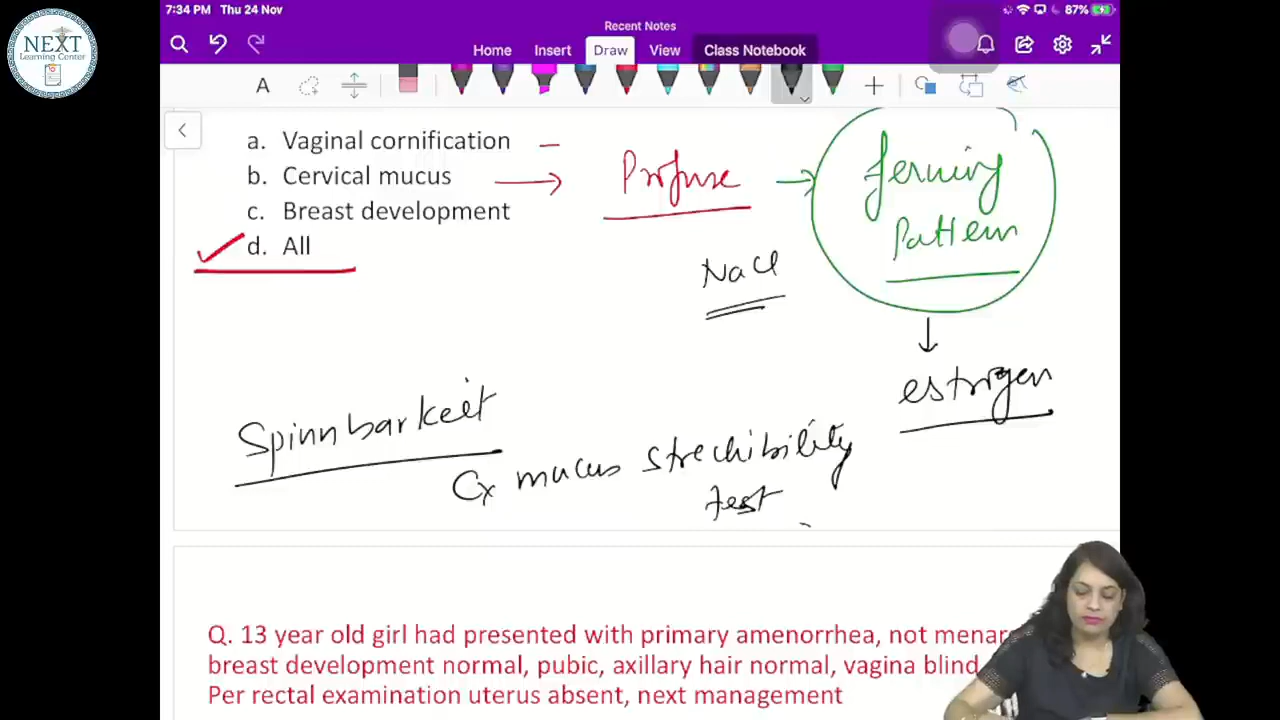 7:34 PM Thu 24 Nov
87%
Recent Notes
NEXT
Learning Center
Home Insert Draw View Class Notebook
A
a. Vaginal cornification
b. Cervical mucus → Profuse → ferning
Pattern
c. Breast development
d. All
NaCl
estrogen
Spinnbarkeit
Cx mucus strechibility
test
Q. 13 year old girl had presented with primary amenorrhea, not menar
breast development normal, pubic, axillary hair normal, vagina blind,
Per rectal examination uterus absent, next management